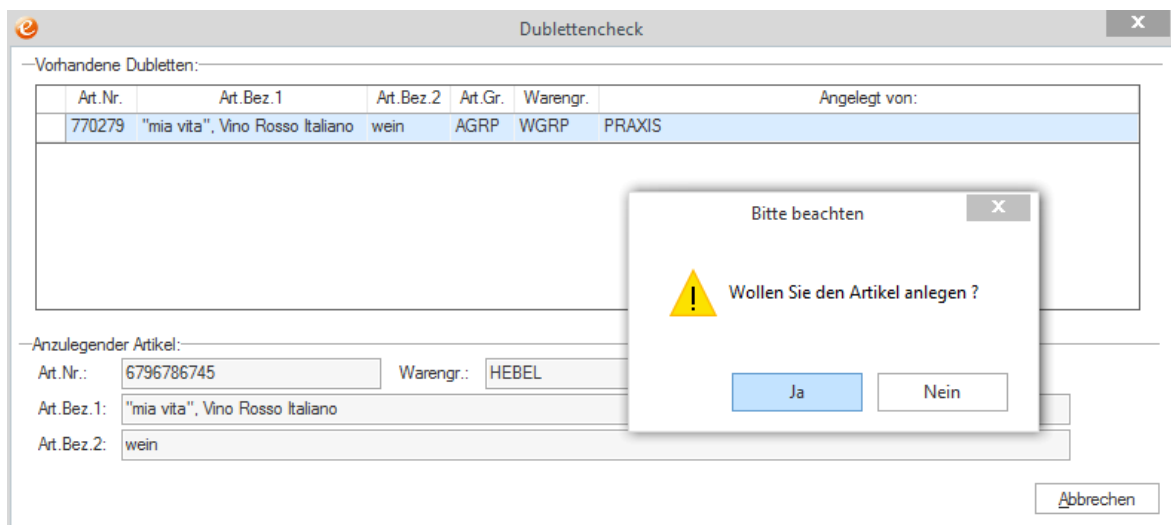 Dublettencheck
Vorhandene Dubletten:
Art.Nr. Art.Bez.1 Art.Bez.2 Art.Gr. Warengr. Angelegt von:
770279 "mia vita", Vino Rosso Italiano wein AGRP WGRP PRAXIS
Bitte beachten
Wollen Sie den Artikel anlegen ?
Ja Nein
Anzulegender Artikel:
Art.Nr.: 6796786745 Warengr.: HEBEL
Art.Bez.1: "mia vita", Vino Rosso Italiano
Art.Bez.2: wein
Abbrechen